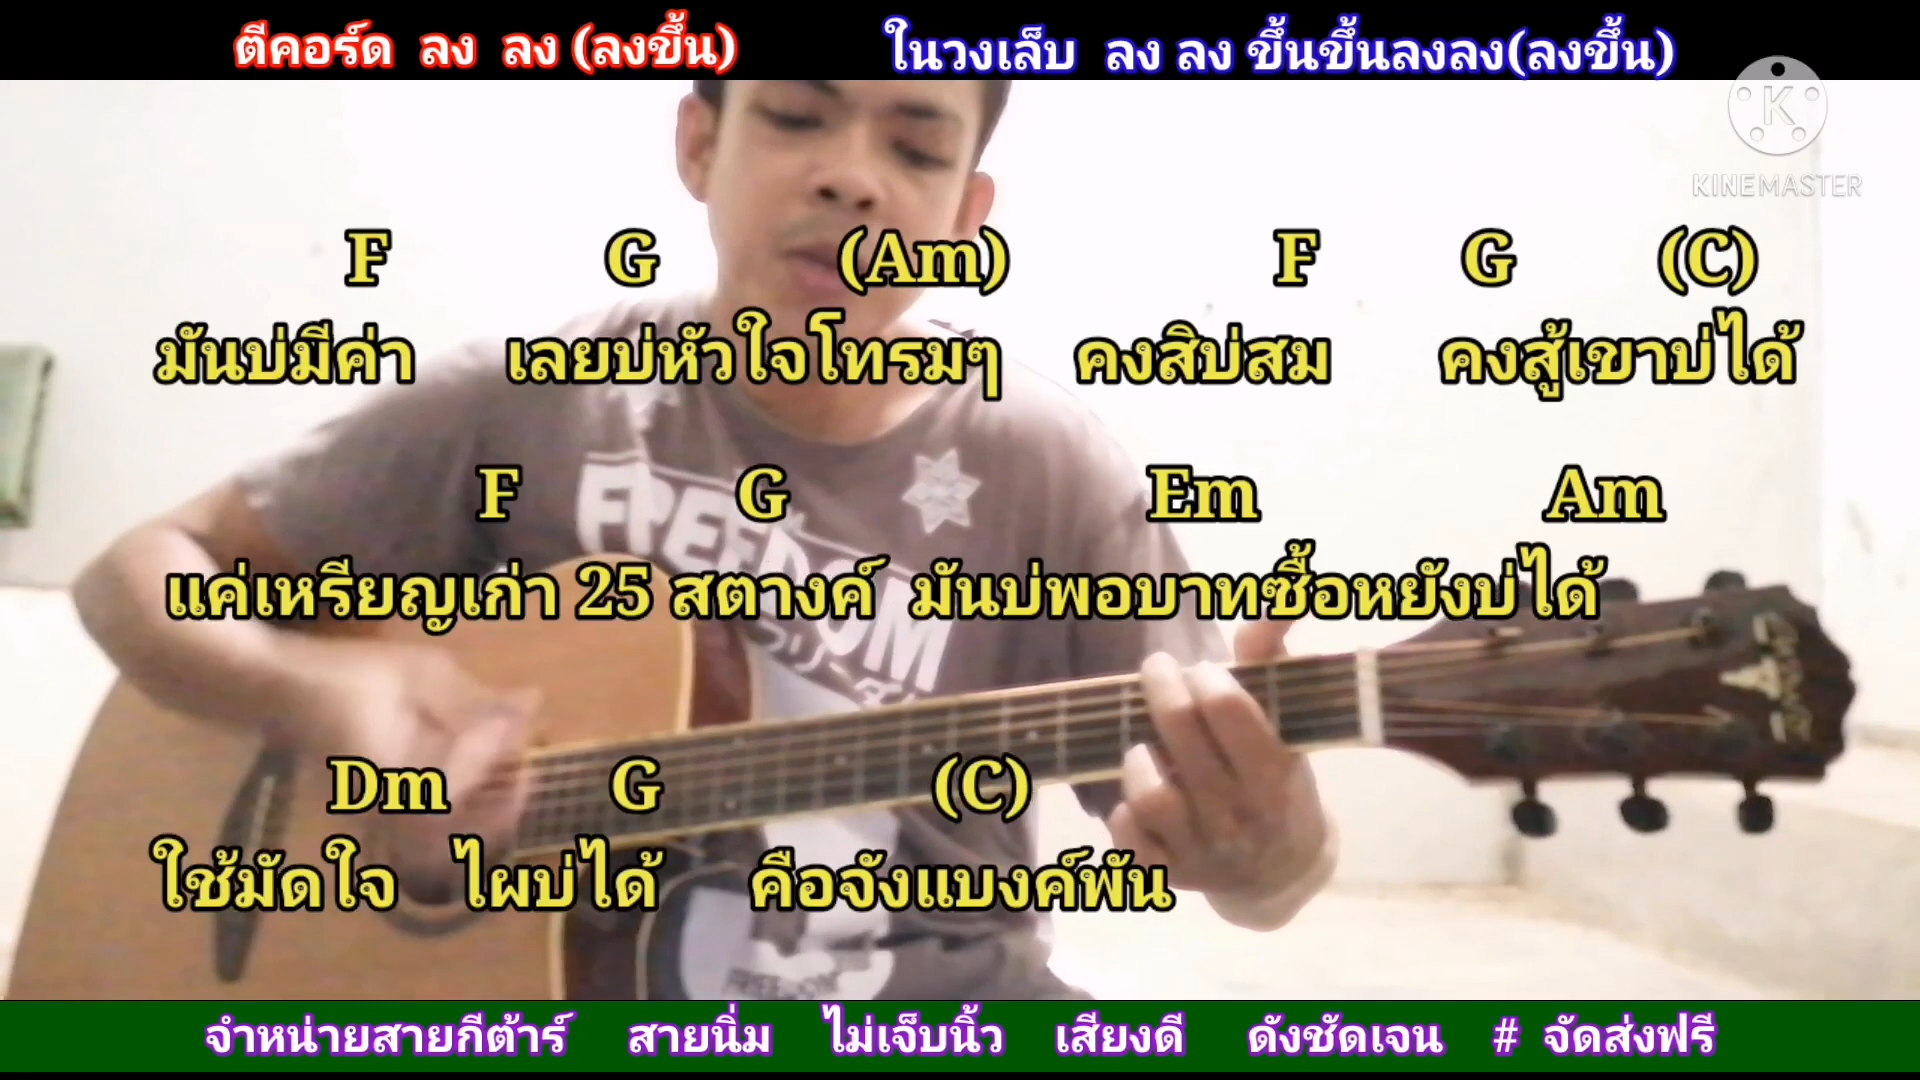 ตีคอร์ด ลง ลง (ลงขึ้น)
ในวงเล็บ ลง ลง ขึ้นขึ้นลงลง(ลงขึ้น)
K
KINEMASTER
F G (Am) F G (C)
มันบ่มีค่า เลยบ่หัวใจโทรมๆ คงสิบ่สม คงสู้เขาบ่ได้
F G Em Am
แค่เหรียญเก่า 25 สตางค์ มันบ่พอบาทซื้อหยังบ่ได้
FREEDOM
Dm G (C)
ใช้มัดใจ ไผบ่ได้ คือจังแบงค์พัน
FREEDOM
จำหน่ายสายกีต้าร์ สายนิ่ม ไม่เจ็บนิ้ว เสียงดี ดังชัดเจน # จัดส่งฟรี